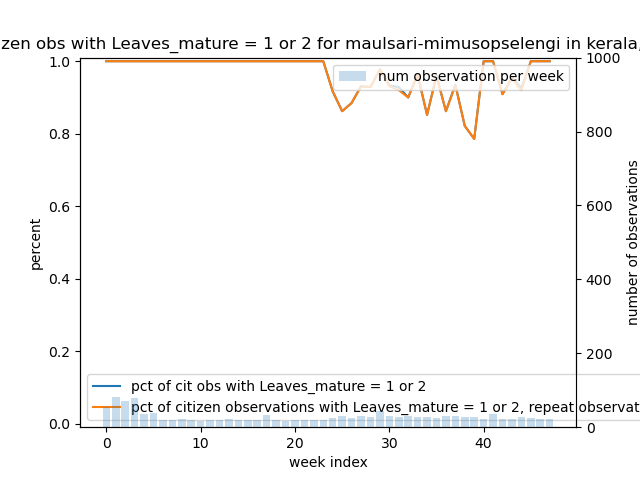 zen obs with Leaves_mature = 1 or 2 for maulsari-mimusopselengi in kerala,
num observation per week
1.0
0.8
0.6
0.4
0.2
0.0
percent
1000
800
600
400
200
0
number of observations
pct of cit obs with Leaves_mature = 1 or 2
pct of citizen observations with Leaves_mature = 1 or 2, repeat observat
0 10 20 30 40
week index